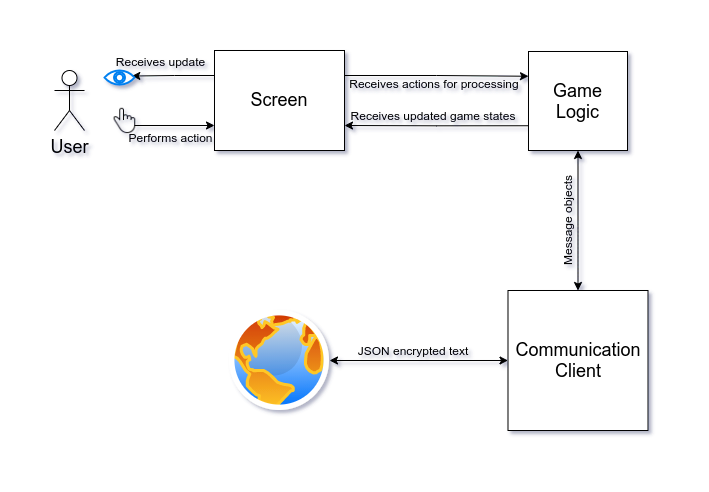 Receives update
Screen
Receives actions for processing
Game
Logic
Receives updated game states
Performs action
User
Message objects
JSON encrypted text
Communication
Client